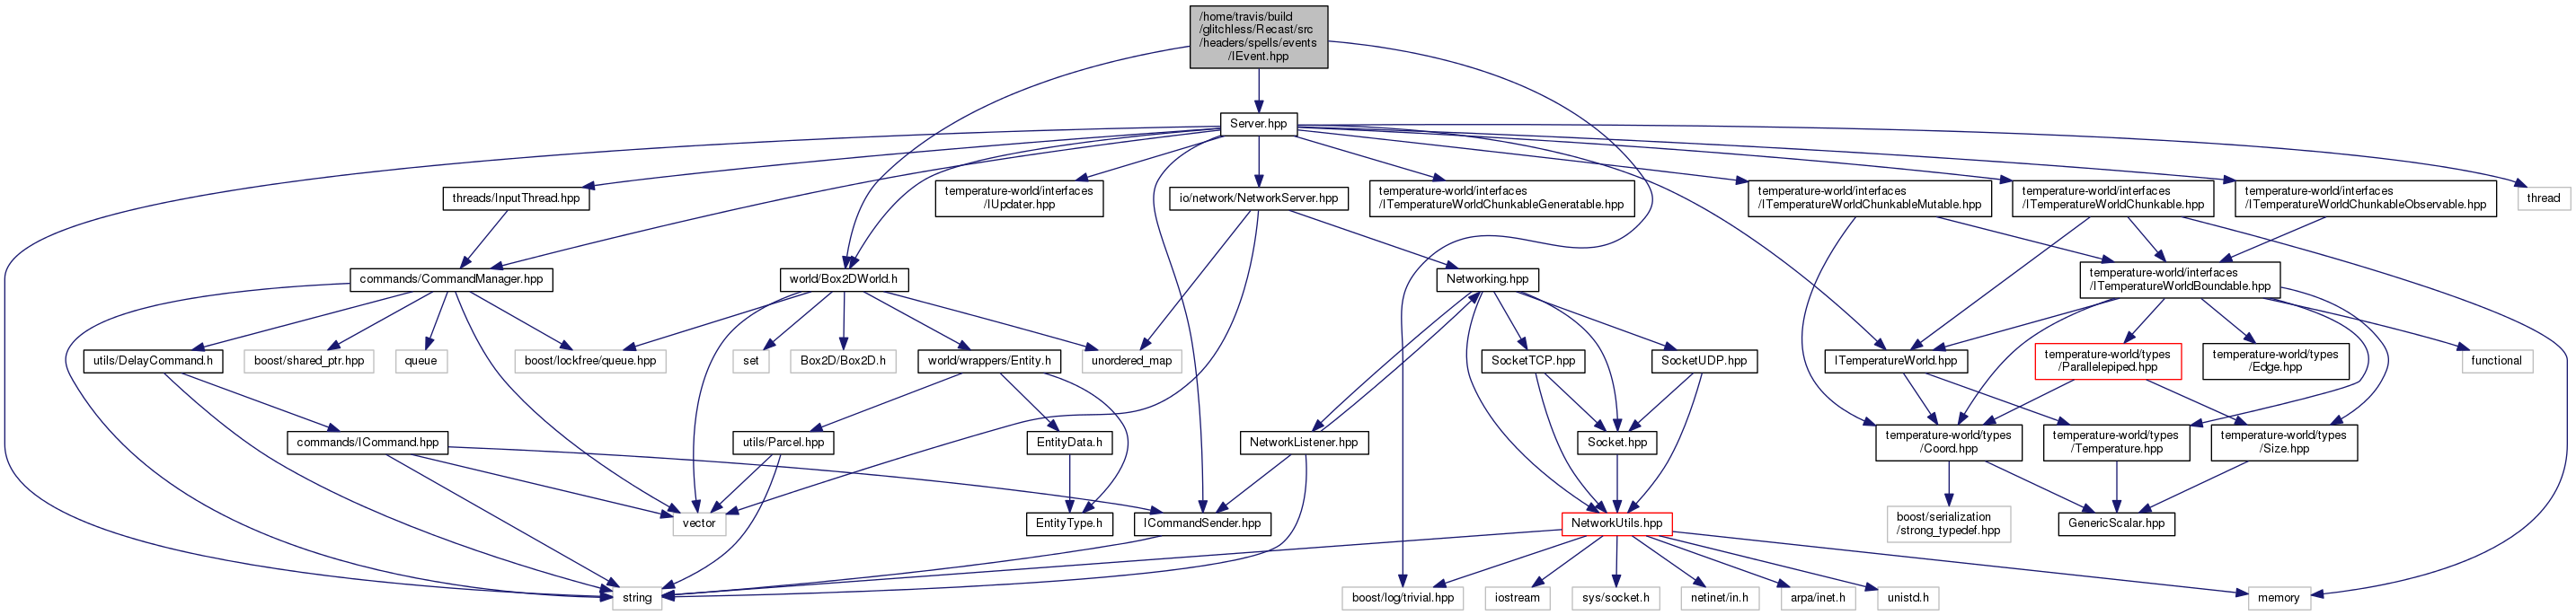 /home/travis/build
/glitchless/Recast/src
/headers/spells/events
/IEvent.hpp
Server.hpp
threads/InputThread.hpp
temperature-world/interfaces
/IUpdater.hpp
io/network/NetworkServer.hpp
temperature-world/interfaces
/ITemperatureWorldChunkableGeneratable.hpp
temperature-world/interfaces
/ITemperatureWorldChunkableMutable.hpp
temperature-world/interfaces
/ITemperatureWorldChunkable.hpp
temperature-world/interfaces
/ITemperatureWorldChunkableObservable.hpp
thread
commands/CommandManager.hpp
world/Box2DWorld.h
Networking.hpp
temperature-world/interfaces
/ITemperatureWorldBoundable.hpp
utils/DelayCommand.h
boost/shared_ptr.hpp
queue
boost/lockfree/queue.hpp
set
Box2D/Box2D.h
world/wrappers/Entity.h
unordered_map
SocketTCP.hpp
SocketUDP.hpp
ITemperatureWorld.hpp
temperature-world/types
/Parallelepiped.hpp
temperature-world/types
/Edge.hpp
functional
commands/ICommand.hpp
utils/Parcel.hpp
EntityData.h
NetworkListener.hpp
Socket.hpp
temperature-world/types
/Coord.hpp
temperature-world/types
/Temperature.hpp
temperature-world/types
/Size.hpp
vector
EntityType.h
ICommandSender.hpp
NetworkUtils.hpp
boost/serialization
/strong_typedef.hpp
GenericScalar.hpp
string
boost/log/trivial.hpp
iostream
sys/socket.h
netinet/in.h
arpa/inet.h
unistd.h
memory